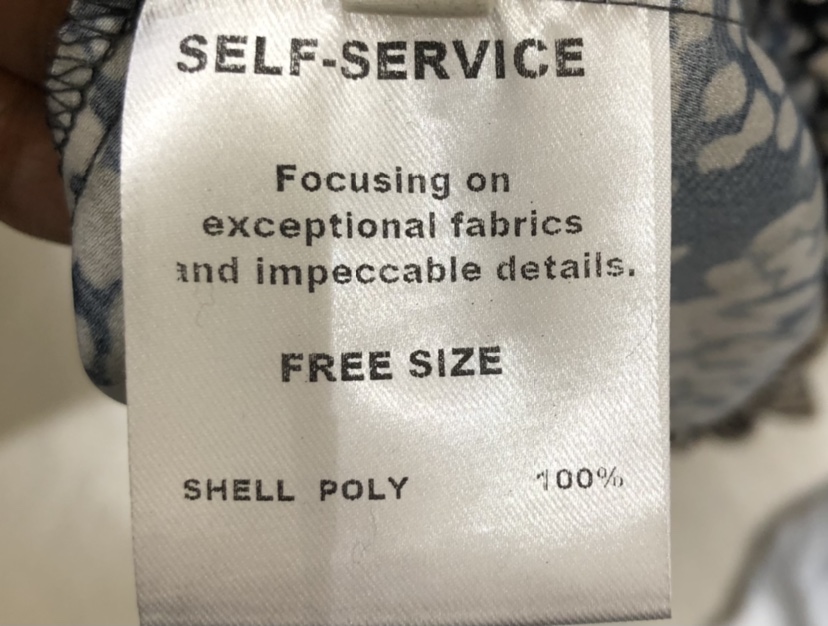 SELF-SERVICE
Focusing on
exceptional fabrics
and impeccable details.
FREE SIZE
SHELL POLY 100%